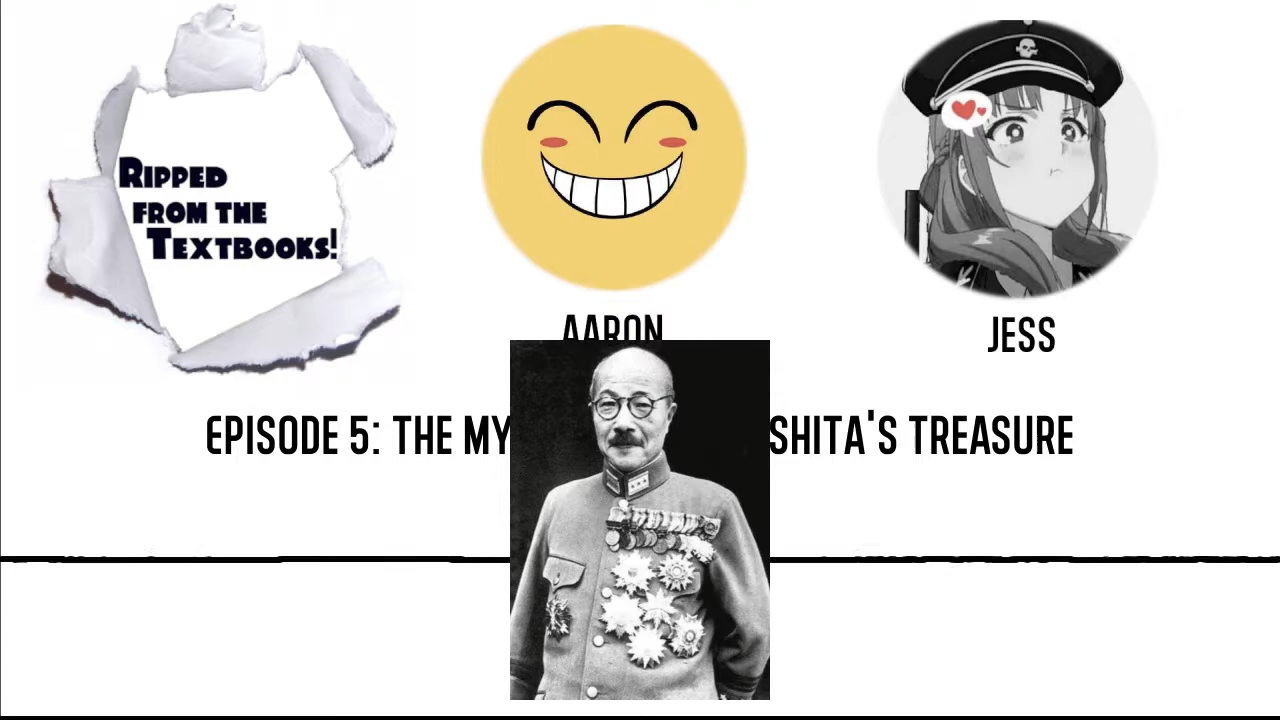 RIPPED
FROM THE
TEXTBOOKS!
AARON
JESS
EPISODE 5: THE MY SHITA'S TREASURE